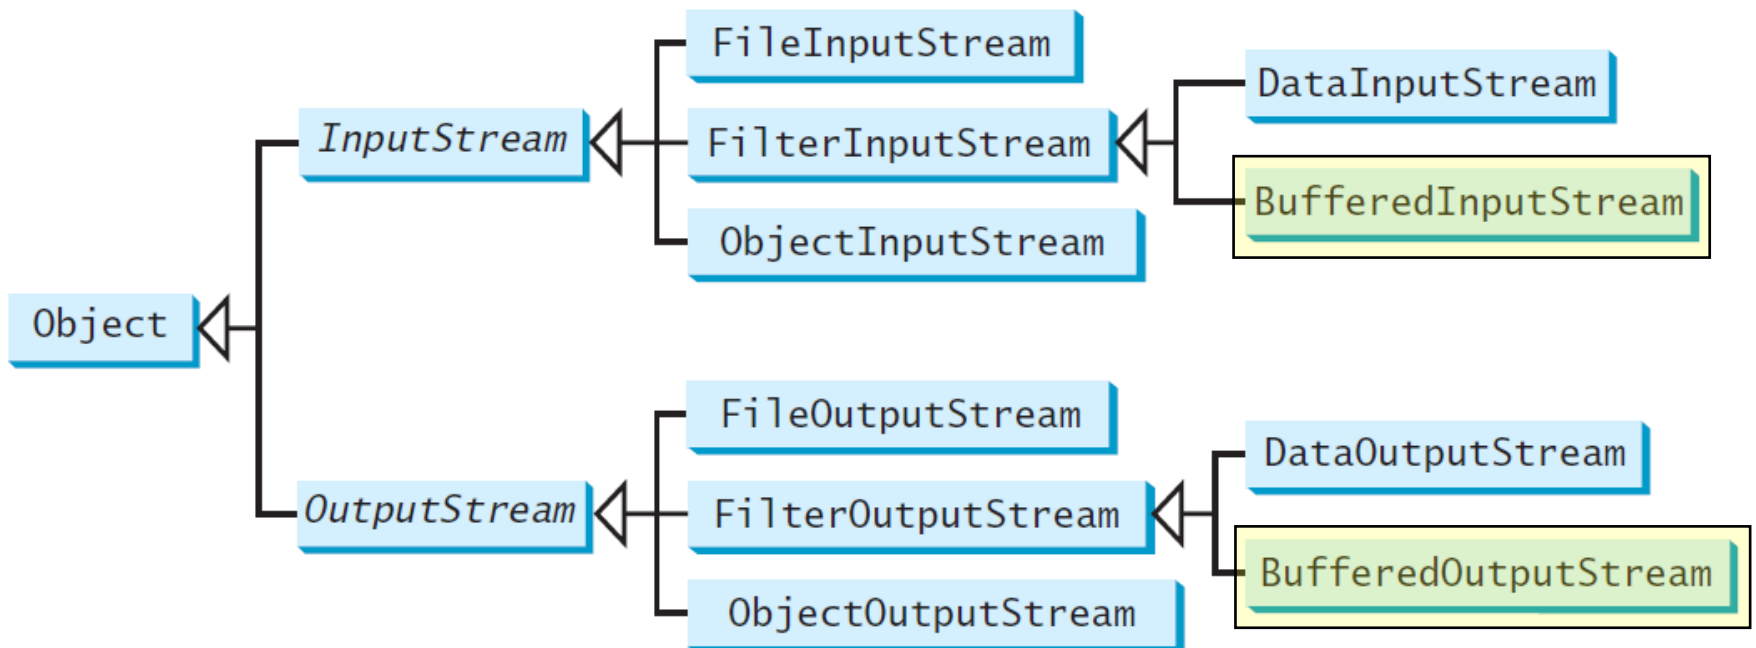 FileInputStream
DataInputStream
InputStream
FilterInputStream
BufferedInputStream
ObjectInputStream
Object
FileOutputStream
DataOutputStream
OutputStream
FilterOutputStream
BufferedOutputStream
ObjectOutputStream